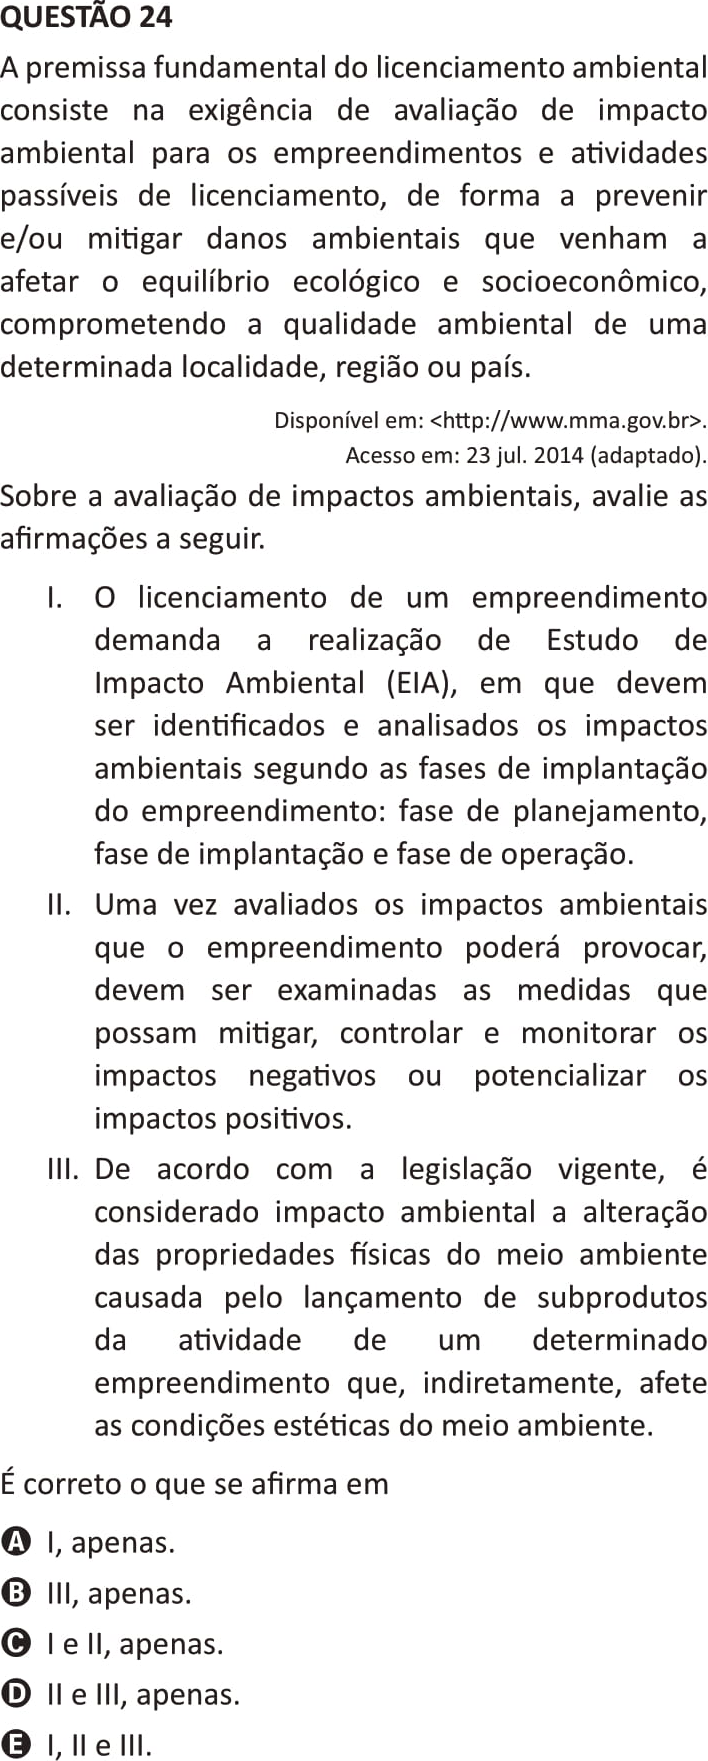 QUESTÃO 24
A premissa fundamental do licenciamento ambiental
consiste na exigência de avaliação de impacto
ambiental para os empreendimentos e atividades
passíveis de licenciamento, de forma a prevenir
e/ou mitigar danos ambientais que venham a
afetar o equilíbrio ecológico e socioeconômico,
comprometendo a qualidade ambiental de uma
determinada localidade, região ou país.
Disponível em: <http://www.mma.gov.br>.
Acesso em: 23 jul. 2014 (adaptado).
Sobre a avaliação de impactos ambientais, avalie as
afirmações a seguir.
I. O licenciamento de um empreendimento
demanda a realização de Estudo de
Impacto Ambiental (EIA), em que devem
ser identificados e analisados os impactos
ambientais segundo as fases de implantação
do empreendimento: fase de planejamento,
fase de implantação e fase de operação.
II. Uma vez avaliados os impactos ambientais
que o empreendimento poderá provocar,
devem ser examinadas as medidas que
possam mitigar, controlar e monitorar os
impactos negativos ou potencializar os
impactos positivos.
III. De acordo com a legislação vigente, é
considerado impacto ambiental a alteração
das propriedades físicas do meio ambiente
causada pelo lançamento de subprodutos
da atividade de um determinado
empreendimento que, indiretamente, afete
as condições estéticas do meio ambiente.
É correto o que se afirma em
A I, apenas.
B III, apenas.
C I e II, apenas.
D II e III, apenas.
E I, II e III.